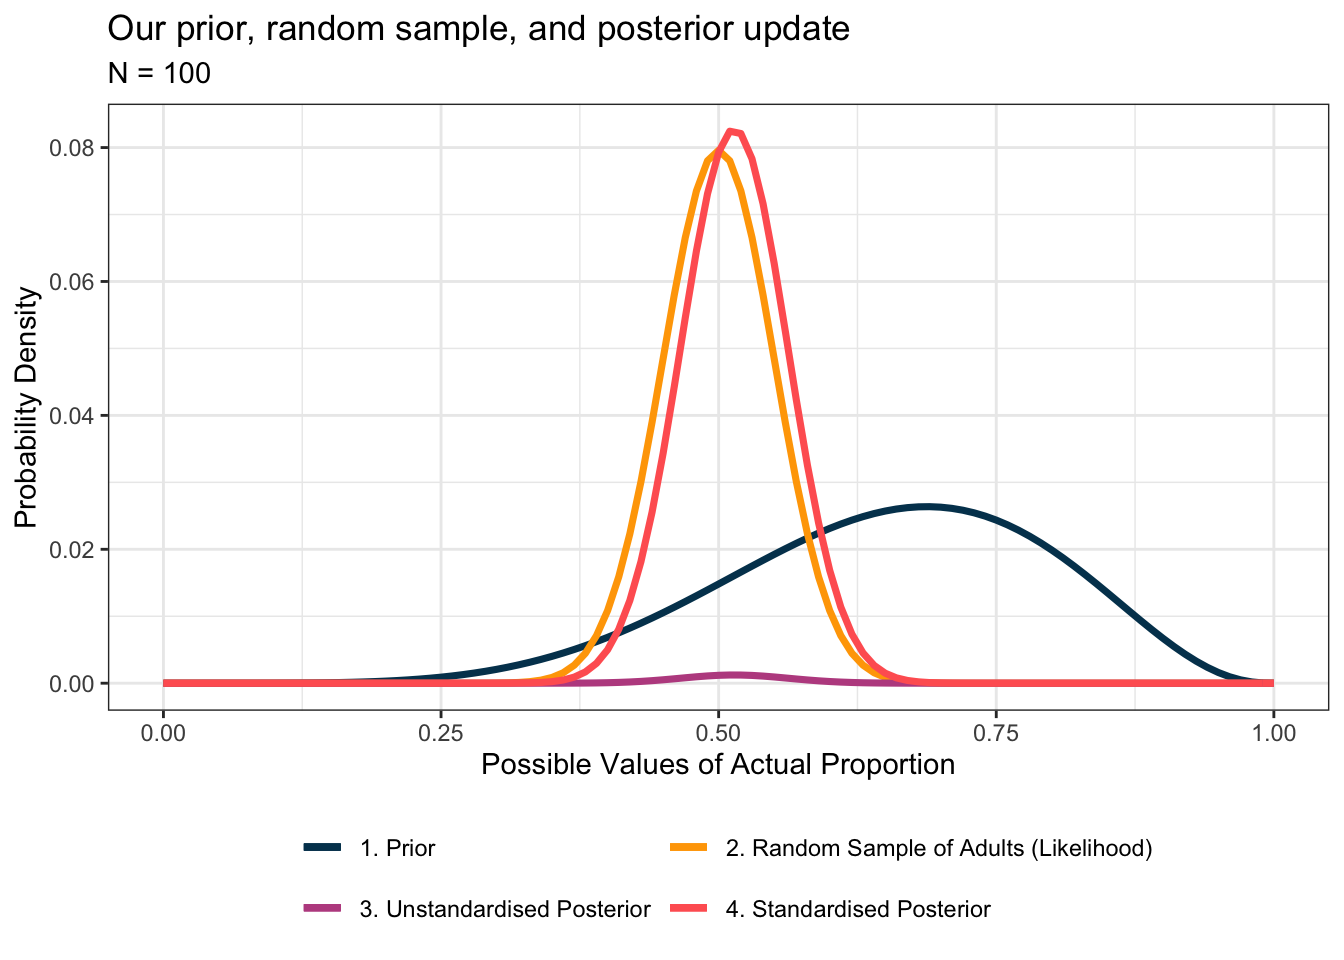 Our prior, random sample, and posterior update
N = 100
Probability Density
0.08
0.06
0.04
0.02
0.00
0.00 0.25 0.50 0.75 1.00
Possible Values of Actual Proportion
1. Prior 2. Random Sample of Adults (Likelihood)
3. Unstandardised Posterior 4. Standardised Posterior